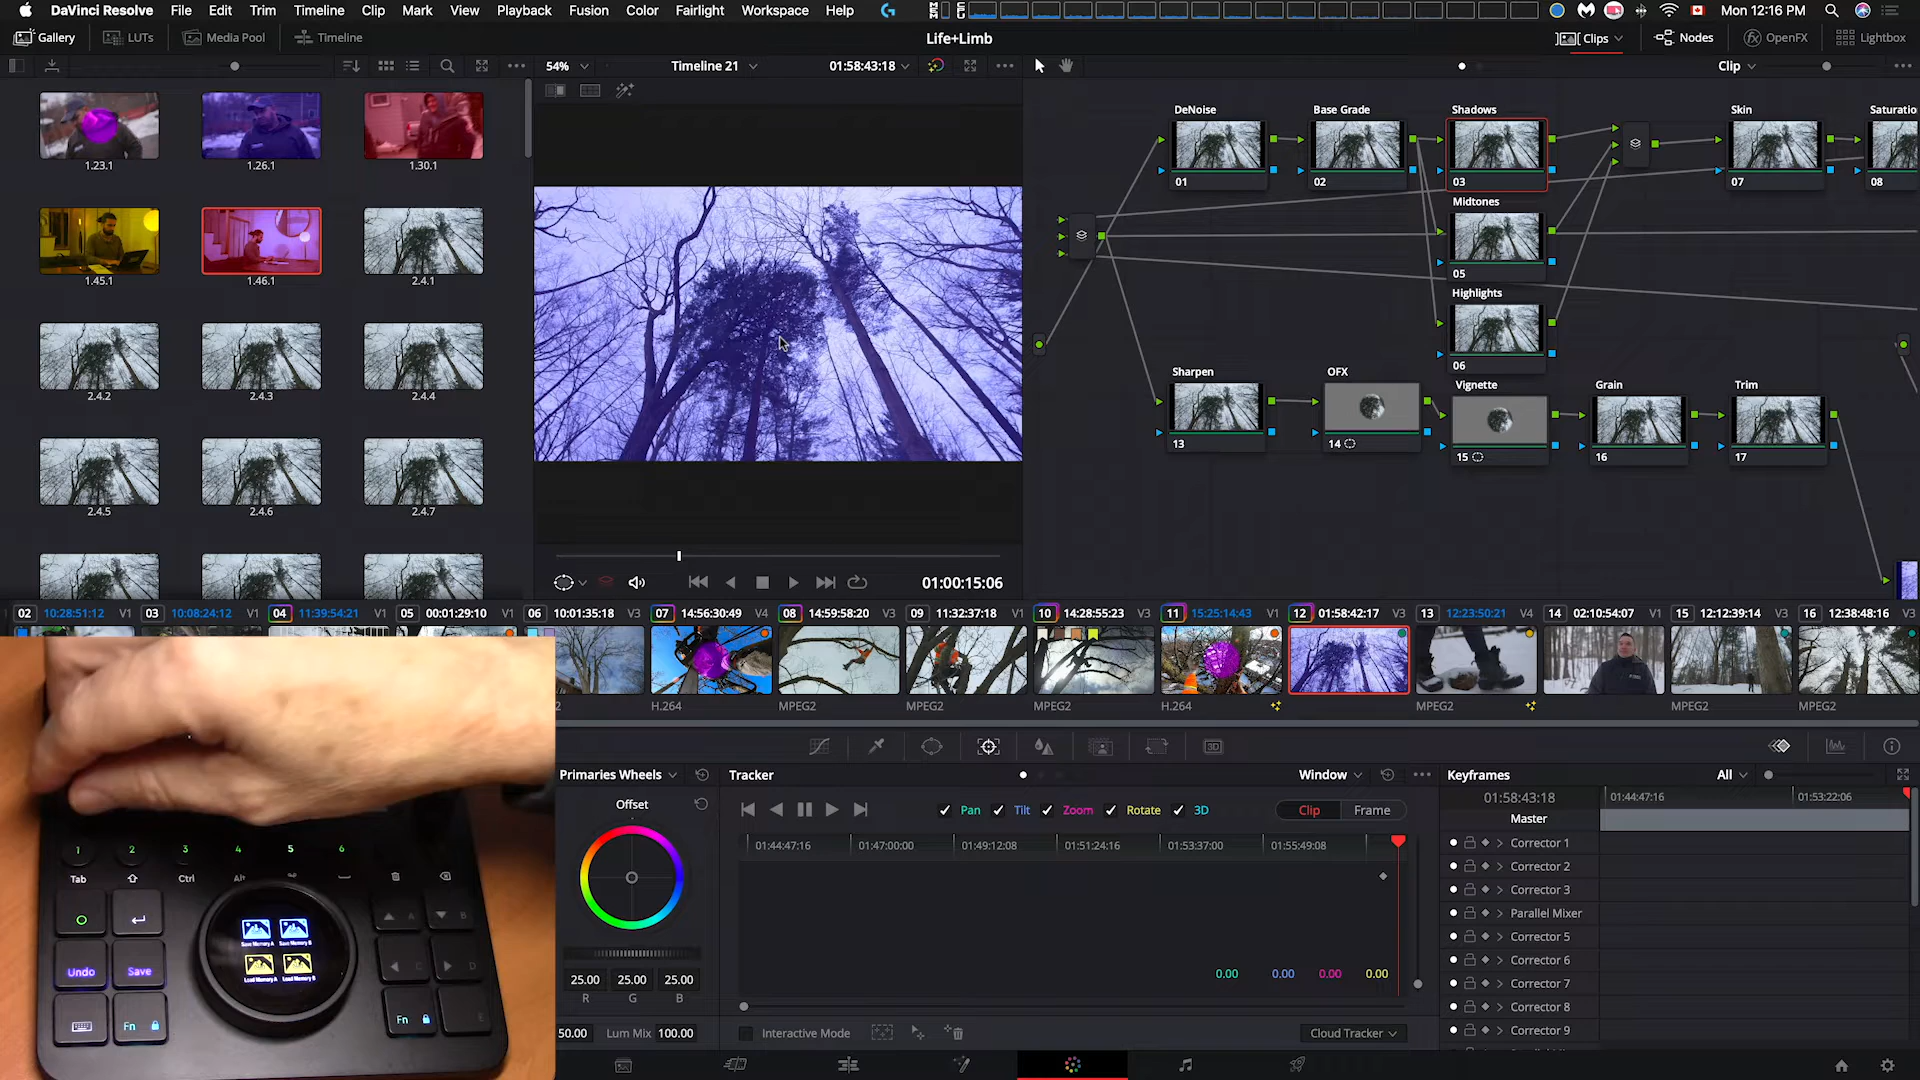 DaVinci Resolve File Edit Trim Timeline Clip Mark View Playback Fusion Color Fairlight Workspace Help Mon 12:16 PM
Gallery LUTs Media Pool Timeline Life+Limb Clips Nodes OpenFX Lightbox
54% Timeline 21 01:58:43:18 Clip
1.23.1 1.26.1 1.30.1
1.45.1 1.46.1 2.4.1
2.4.2 2.4.3 2.4.4
2.4.5 2.4.6 2.4.7
DeNoise Base Grade Shadows Skin Saturatio
01 02 03 07 08
Midtones
05
Highlights
06
Sharpen OFX Vignette Grain Trim
13 14 15 16 17
01:00:15:06
02 10:28:51:12 V1 03 10:08:24:12 V1 04 11:39:54:21 V1 05 00:01:29:10 V1 06 10:01:35:18 V3 07 14:56:30:49 V4 08 14:59:58:20 V3 09 11:32:37:18 V1 10 14:28:55:23 V3 11 15:25:14:43 V1 12 01:58:42:17 V3 13 12:23:50:21 V4 14 02:10:54:07 V1 15 12:12:39:14 V1 16 12:38:48:16 V3
H.264 MPEG2 MPEG2 MPEG2 H.264 MPEG2 MPEG2 MPEG2
Primaries Wheels Tracker Window Keyframes All
Offset
Pan Tilt Zoom Rotate 3D Clip Frame
01:58:43:18 01:44:47:16 01:53:22:06
Master
01:44:47:16 01:47:00:00 01:49:12:08 01:51:24:16 01:53:37:00 01:55:49:08
Corrector 1
Corrector 2
Corrector 3
Parallel Mixer
Corrector 5
Corrector 6
Corrector 7
Corrector 8
Corrector 9
25.00 25.00 25.00
R G B
0.00 0.00 0.00 0.00
50.00 Lum Mix 100.00 Interactive Mode Cloud Tracker
1 2 3 4 5 6
Tab Ctrl Alt
Save Memory A Save Memory B
Load Memory A Load Memory B
Undo Save
Fn Fn
A B
C D
E